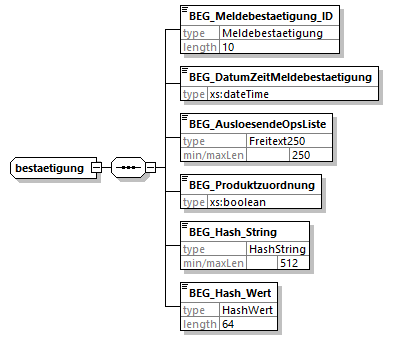 BEG_Meldebestaetigung_ID
type Meldebestaetigung
length 10
BEG_DatumZeitMeldebestaetigung
type xs:dateTime
BEG_AusloesendeOpsListe
type Freitext250
min/maxLen 250
bestaetigung
BEG_Produktzuordnung
type xs:boolean
BEG_Hash_String
type HashString
min/maxLen 512
BEG_Hash_Wert
type HashWert
length 64